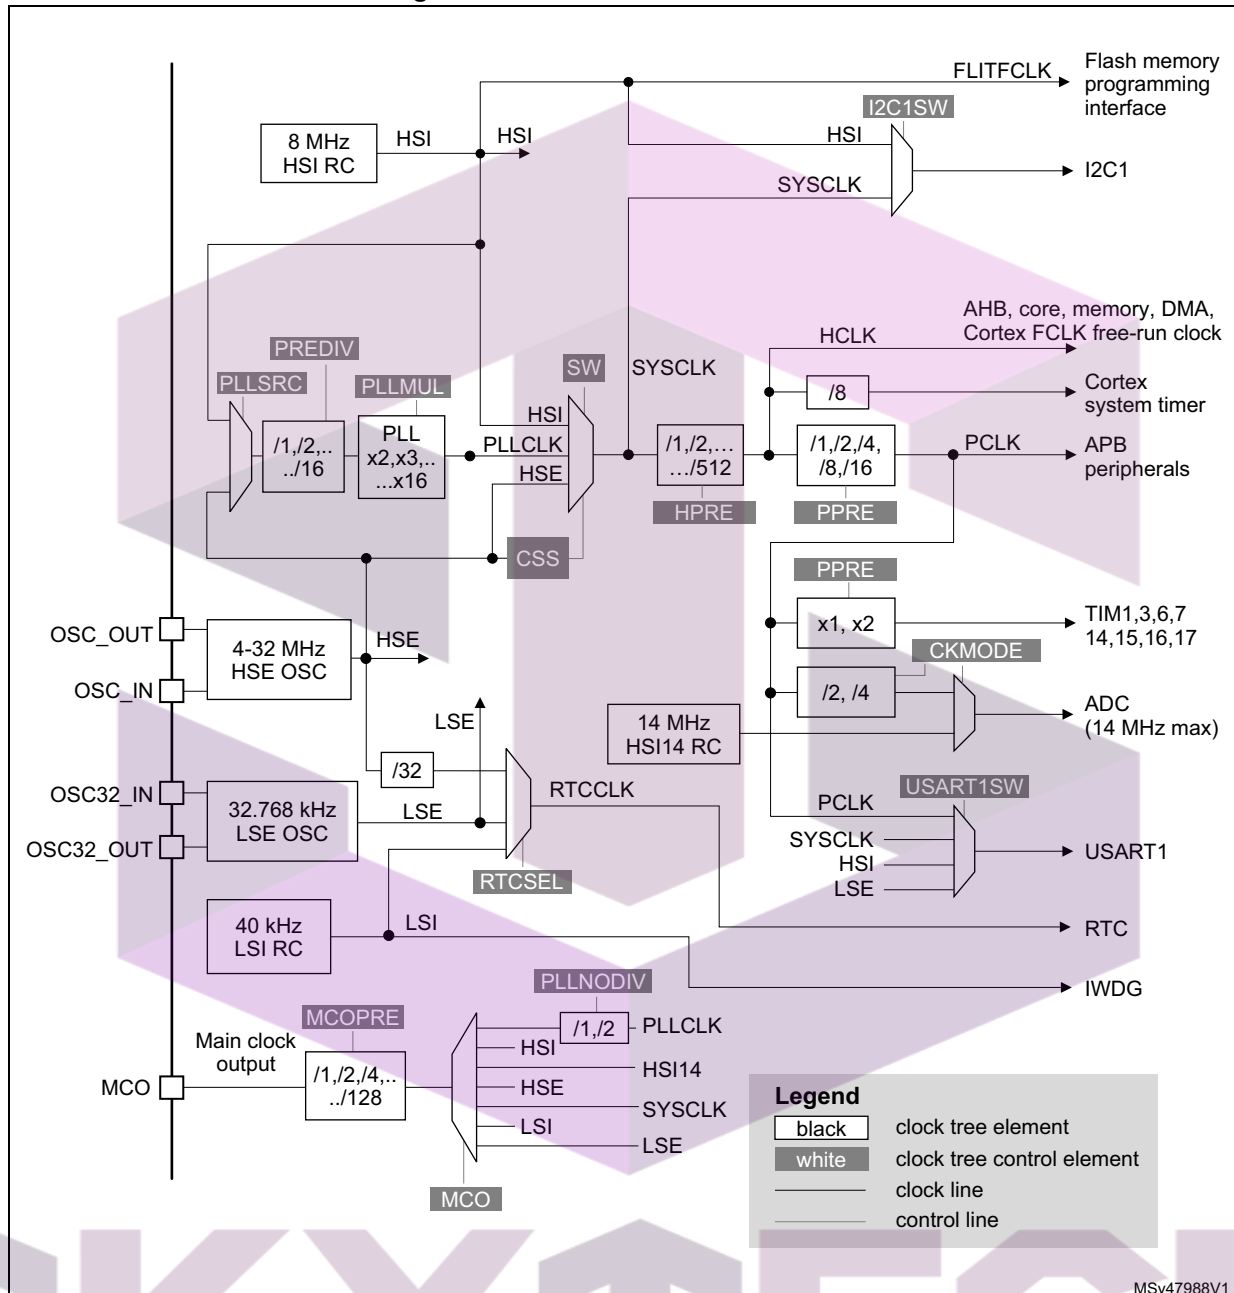 FLITFCLK
Flash memory
programming
interface
I2C1SW
8 MHz
HSI RC
HSI
HSI
HSI
SYSCLK
I2C1
AHB, core, memory, DMA,
Cortex FCLK free-run clock
HCLK
PREDIV
PLLSRC
PLLMUL
SW
SYSCLK
/8
Cortex
system timer
HSI
PLLCLK
HSE
/1,/2,..
../16
PLL
x2,x3,..
...x16
/1,/2,...
.../512
/1,/2,/4,
/8,/16
PCLK
APB
peripherals
HPRE
PPRE
CSS
PPRE
OSC_OUT
OSC_IN
4-32 MHz
HSE OSC
HSE
x1, x2
TIM1,3,6,7
14,15,16,17
CKMODE
/2, /4
LSE
14 MHz
HSI14 RC
ADC
(14 MHz max)
/32
OSC32_IN
OSC32_OUT
32.768 kHz
LSE OSC
LSE
RTCCLK
RTCSEL
USART1SW
PCLK
SYSCLK
HSI
LSE
USART1
40 kHz
LSI RC
LSI
RTC
IWDG
PLLNODIV
MCOPRE
Main clock
output
MCO
/1,/2,/4,..
../128
/1,/2
PLLCLK
HSI
HSI14
HSE
SYSCLK
LSI
LSE
MCO
Legend
black clock tree element
white clock tree control element
clock line
control line
MSv47988V1